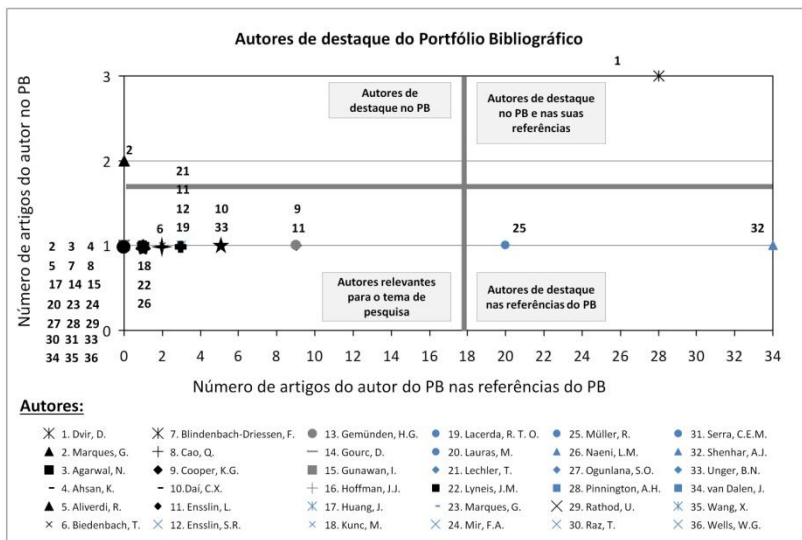 Autores de destaque do Portfólio Bibliográfico
Número de artigos do autor no PB
3
2
1
0
1
Autores de
destaque no PB
Autores de destaque
no PB e nas suas
referências
2
21
11
12
19
6
10
33
9
11
25
32
18
22
26
Autores relevantes
para o tema de
pesquisa
Autores de destaque
nas referências do PB
2 3 4
5 7 8
17 14 15
20 23 24
27 28 29
30 31 33
34 35 36
0 2 4 6 8 10 12 14 16 18 20 22 24 26 28 30 32 34
Número de artigos do autor do PB nas referências do PB
Autores:
1. Dvir, D. 7. Blindenbach-Driessen, F. 13. Gemünden, H.G. 19. Lacerda, R. T. O. 25. Müller, R. 31. Serra, C.E.M.
2. Marques, G. 8. Cao, Q. 14. Gourc, D. 20. Lauras, M. 26. Naeni, L.M. 32. Shenhar, A.J.
3. Agarwal, N. 9. Cooper, K.G. 15. Gunawan, I. 21. Lechler, T. 27. Ogunlana, S.O. 33. Unger, B.N.
4. Ahsan, K. 10.Daí, C.X. 16. Hoffman, J.J. 22. Lyneis, J.M. 28. Pinnington, A.H. 34. van Dalen, J.
5. Aliverdi, R. 11. Ensslin, L. 17. Huang, J. 23. Marques, G. 29. Rathod, U. 35. Wang, X.
6. Biedenbach, T. 12. Ensslin, S.R. 18. Kunc, M. 24. Mir, F.A. 30. Raz, T. 36. Wells, W.G.